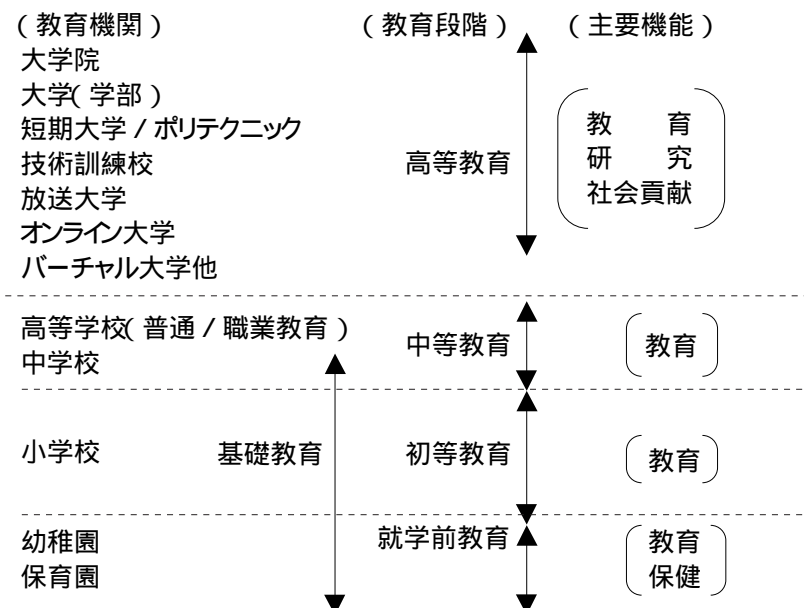 （教育機関） （教育段階） （主要機能）
大学院
大学（学部）
短期大学／ポリテクニック
技術訓練校
放送大学
オンライン大学
バーチャル大学他
高等教育
教　育
研　究
社会貢献
高等学校（普通／職業教育）
中学校
中等教育
教育
小学校
基礎教育
初等教育
教育
幼稚園
保育園
就学前教育
教育
保健